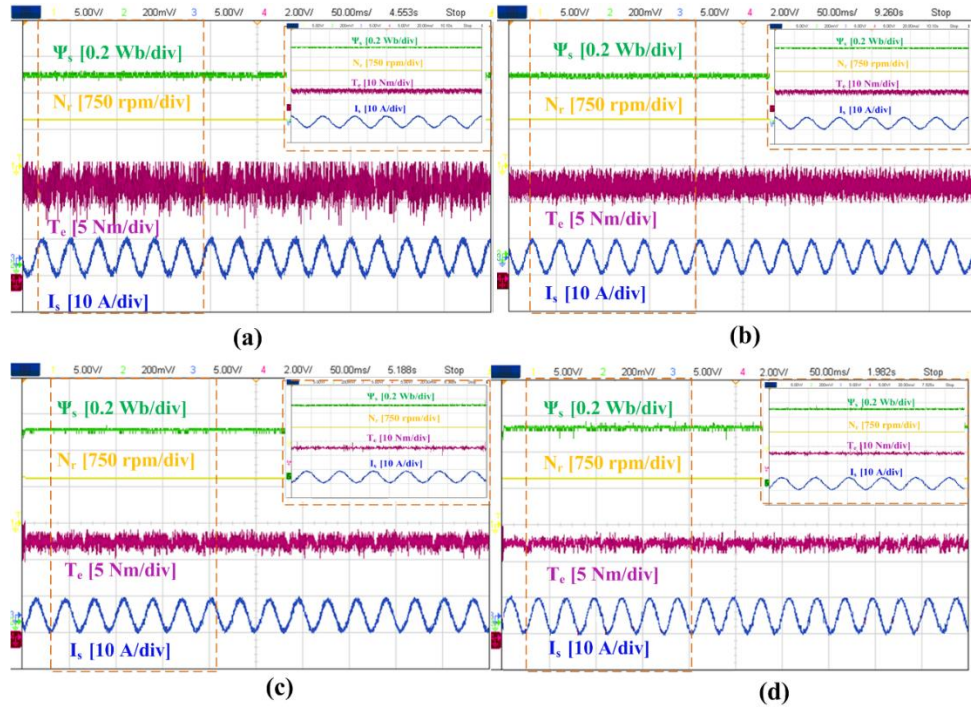 1 5.00V/ 2 200mV/ 3 5.00V/ 4 2.00V/ 50.00ms/ 4.553s Stop
Ψs [0.2 Wb/div]
Nr [750 rpm/div]
Te [5 Nm/div]
Is [10 A/div]
Ψs [0.2 Wb/div]
Nr [750 rpm/div]
Te [10 Nm/div]
Is [10 A/div]
(a)
1 5.00V/ 2 200mV/ 3 5.00V/ 4 2.00V/ 50.00ms/ 9.260s Stop
Ψs [0.2 Wb/div]
Nr [750 rpm/div]
Te [5 Nm/div]
Is [10 A/div]
Ψs [0.2 Wb/div]
Nr [750 rpm/div]
Te [10 Nm/div]
Is [10 A/div]
(b)
1 5.00V/ 2 200mV/ 3 5.00V/ 4 2.00V/ 50.00ms/ 5.188s Stop
Ψs [0.2 Wb/div]
Nr [750 rpm/div]
Te [5 Nm/div]
Is [10 A/div]
Ψs [0.2 Wb/div]
Nr [750 rpm/div]
Te [10 Nm/div]
Is [10 A/div]
(c)
1 5.00V/ 2 200mV/ 3 5.00V/ 4 2.00V/ 50.00ms/ 1.982s Stop
Ψs [0.2 Wb/div]
Nr [750 rpm/div]
Te [5 Nm/div]
Is [10 A/div]
Ψs [0.2 Wb/div]
Nr [750 rpm/div]
Te [10 Nm/div]
Is [10 A/div]
(d)